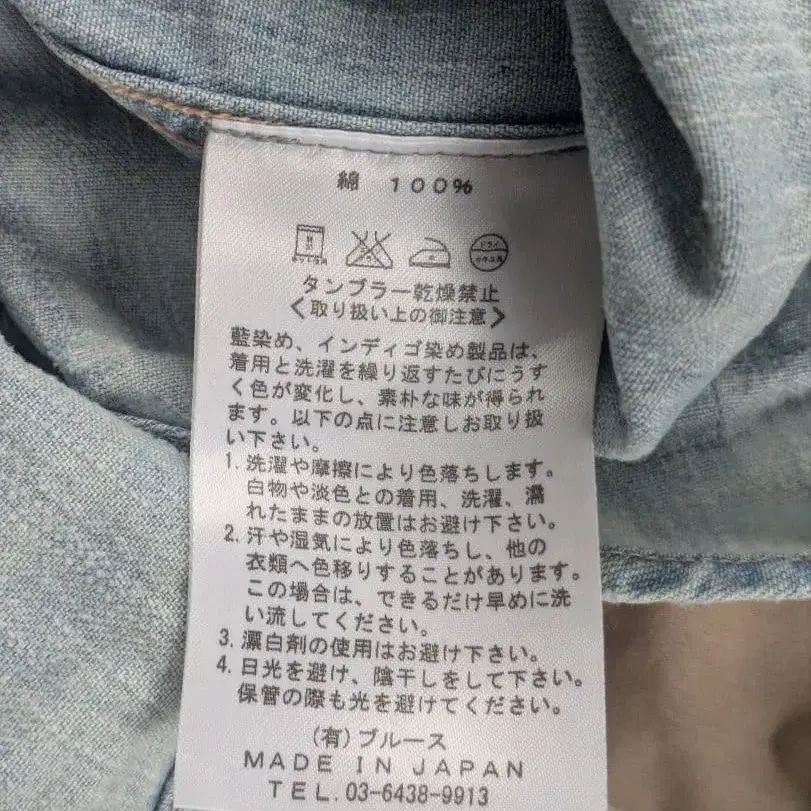 綿 100%
ドライ
タンブラー乾燥禁止
〈取り扱い上の御注意〉
藍染め、インディゴ染め製品は、
着用と洗濯を繰り返すたびにうす
く色が変化し、素朴な味が得られ
ます。以下の点に注意しお取り扱
い下さい。
1. 洗濯や摩擦により色落ちします。
白物や淡色との着用、洗濯、濡
れたままの放置はお避け下さい。
2. 汗や湿気により色落ちし、他の
衣類へ色移りすることがあります。
この場合は、できるだけ早めに洗
い流してください。
3. 漂白剤の使用はお避け下さい。
4. 日光を避け、陰干しをして下さい。
保管の際も光を避けてください。
(有)ブルース
MADE IN JAPAN
TEL. 03-6438-9913